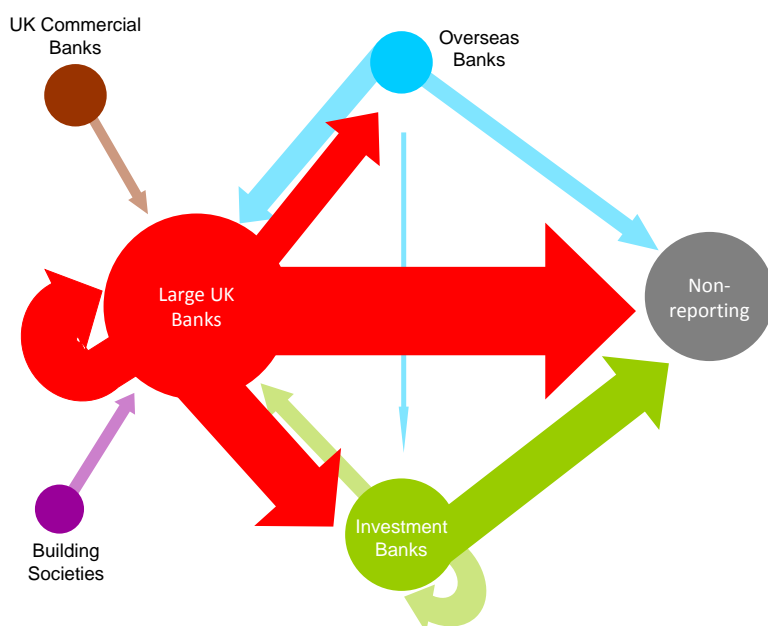 UK Commercial
Banks
Overseas
Banks
Large UK
Banks
Non-
reporting
Building
Societies
Investment
Banks